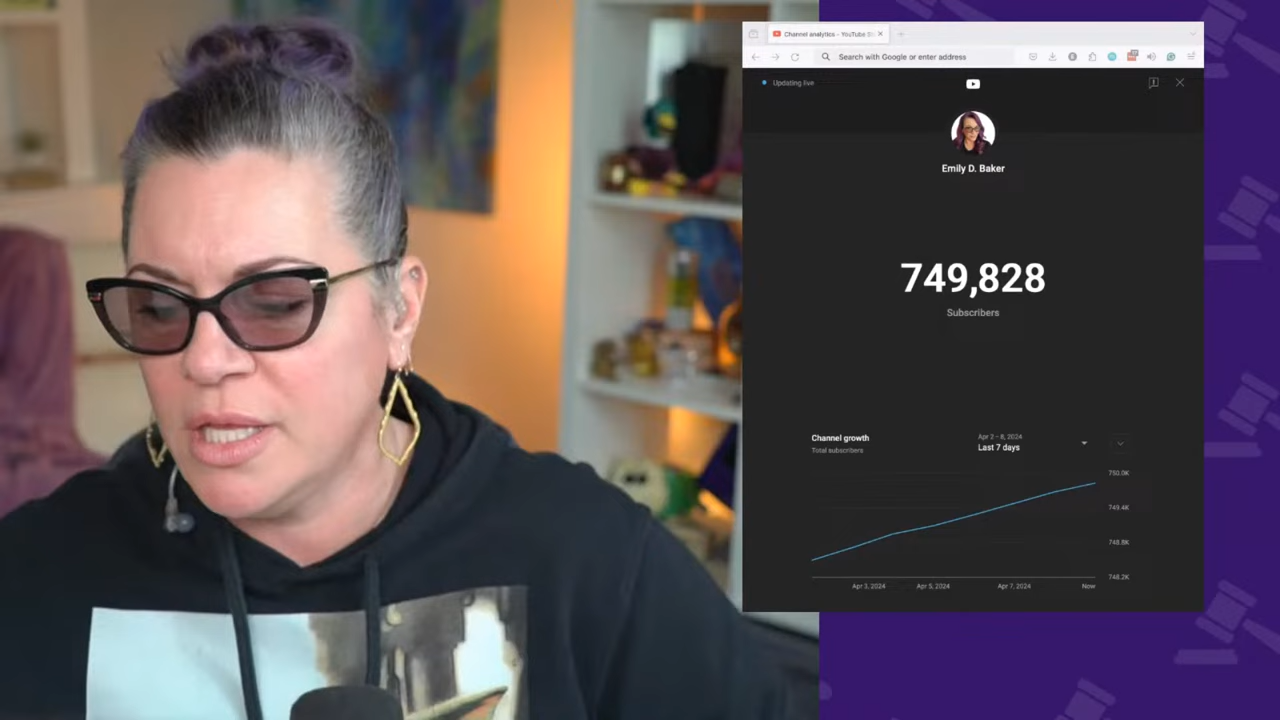 Channel analytics - YouTube St
Search with Google or enter address
Updating live
Emily D. Baker
749,828
Subscribers
Channel growth
Total subscribers
Apr 2 – 8, 2024
Last 7 days
750.0K
749.4K
748.8K
748.2K
Apr 3, 2024
Apr 5, 2024
Apr 7, 2024
Now